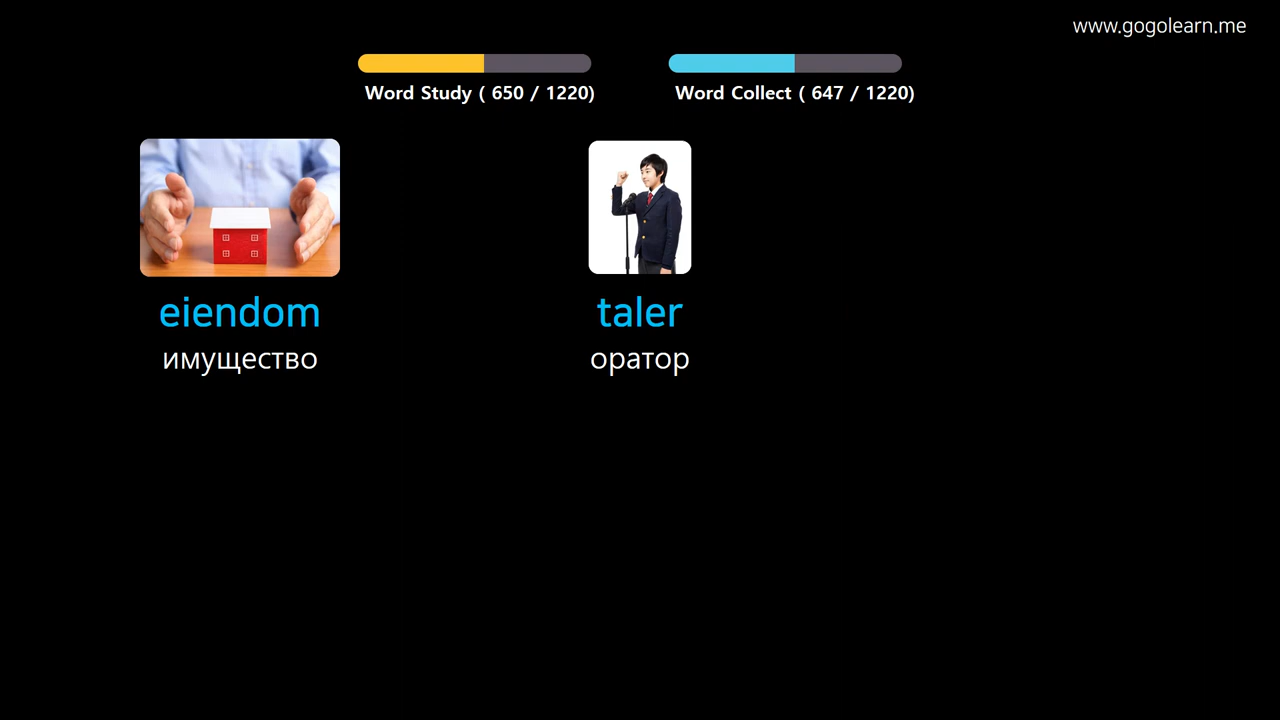 www.gogolearn.me
Word Study ( 650 / 1220)
Word Collect ( 647 / 1220)
eiendom
имущество
taler
оратор